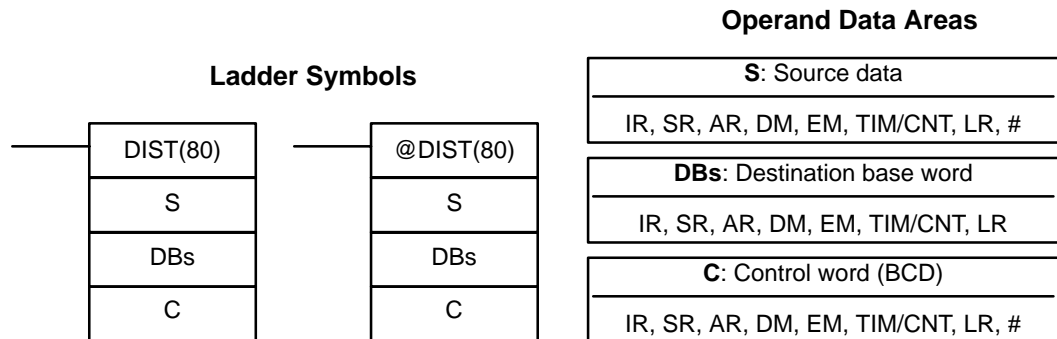 Ladder Symbols
DIST(80)
S
DBs
C
@DIST(80)
S
DBs
C
Operand Data Areas
S: Source data
IR, SR, AR, DM, EM, TIM/CNT, LR, #
DBs: Destination base word
IR, SR, AR, DM, EM, TIM/CNT, LR
C: Control word (BCD)
IR, SR, AR, DM, EM, TIM/CNT, LR, #